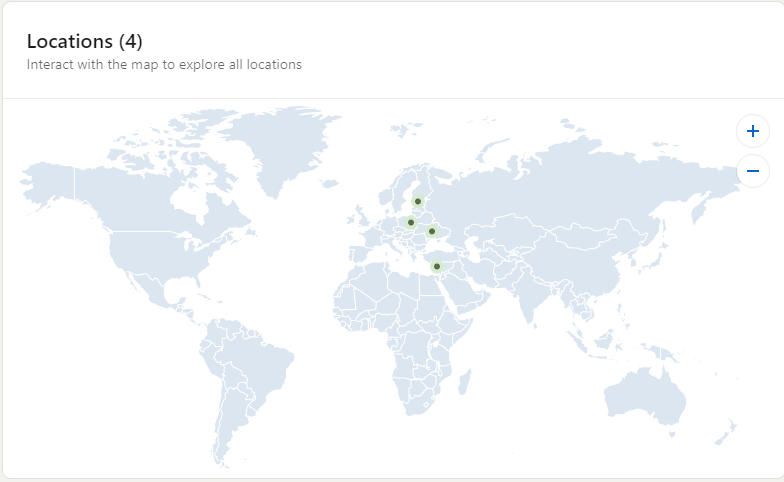 Locations (4)
Interact with the map to explore all locations
+
−